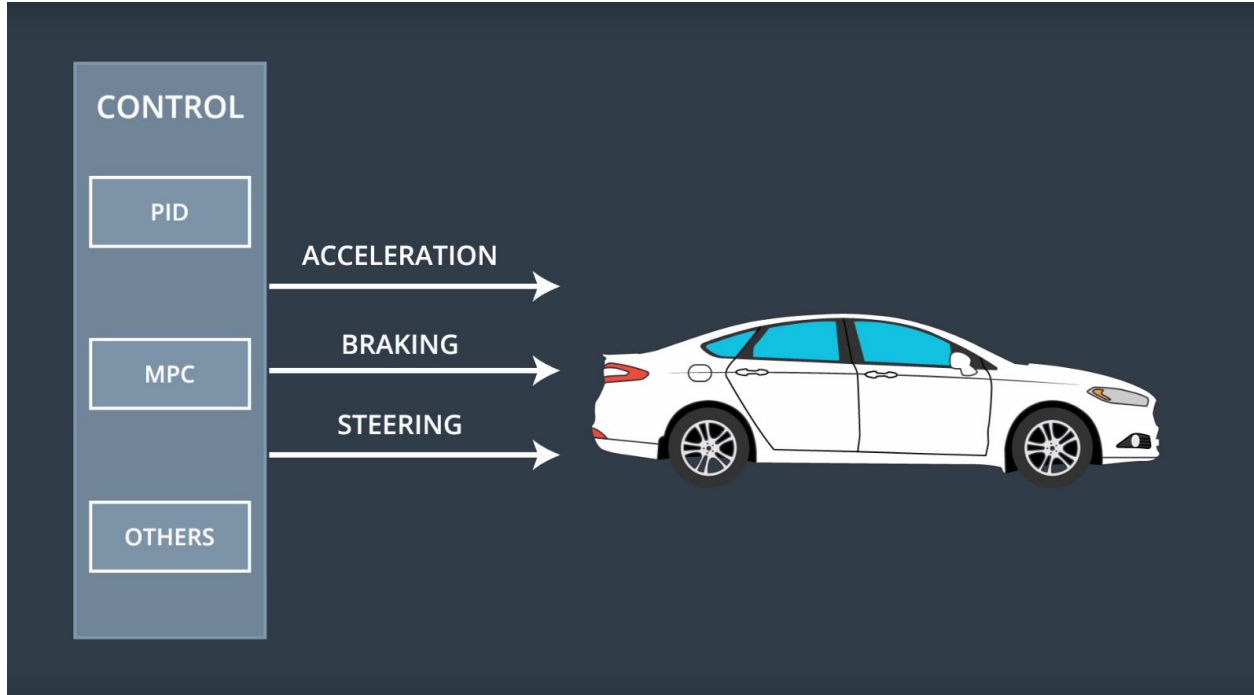 CONTROL
PID
MPC
OTHERS
ACCELERATION
BRAKING
STEERING